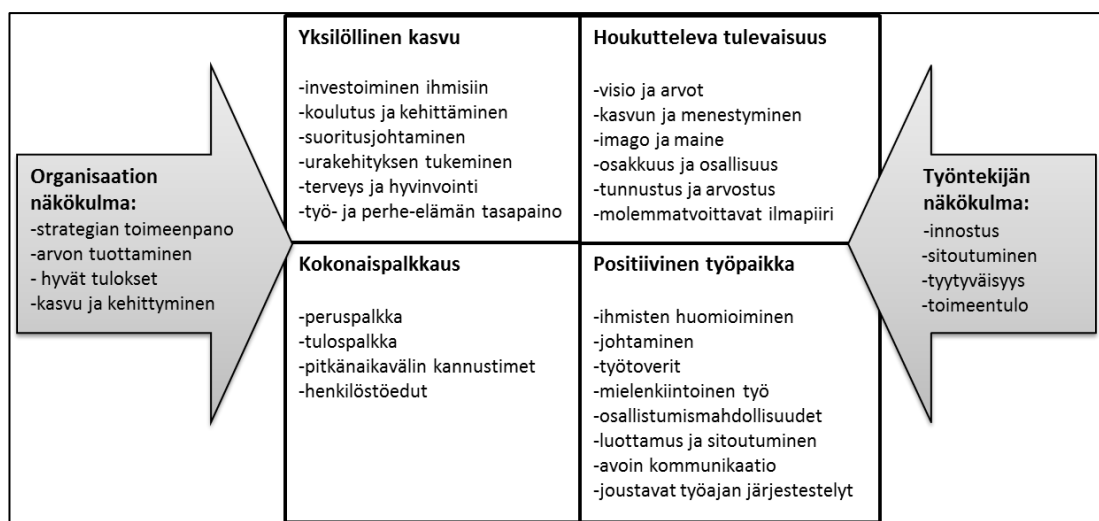 Organisaation
näkökulma:
-strategian toimeenpano
-arvon tuottaminen
- hyvät tulokset
-kasvu ja kehittyminen
Yksilöllinen kasvu
-investoiminen ihmisiin
-koulutus ja kehittäminen
-suoritusjohtaminen
-urakehityksen tukeminen
-terveys ja hyvinvointi
-työ- ja perhe-elämän tasapaino
Houkutteleva tulevaisuus
-visio ja arvot
-kasvun ja menestyminen
-imago ja maine
-osakkuus ja osallisuus
-tunnustus ja arvostus
-molemmatvoittavat ilmapiiri
Kokonaispalkkaus
-peruspalkka
-tulospalkka
-pitkänaikavälin kannustimet
-henkilöstöedut
Positiivinen työpaikka
-ihmisten huomioiminen
-johtaminen
-työtoverit
-mielenkiintoinen työ
-osallistumismahdollisuudet
-luottamus ja sitoutuminen
-avoin kommunikaatio
-joustavat työajan järjestestelyt
Työntekijän
näkökulma:
-innostus
-sitoutuminen
-tyytyväisyys
-toimeentulo